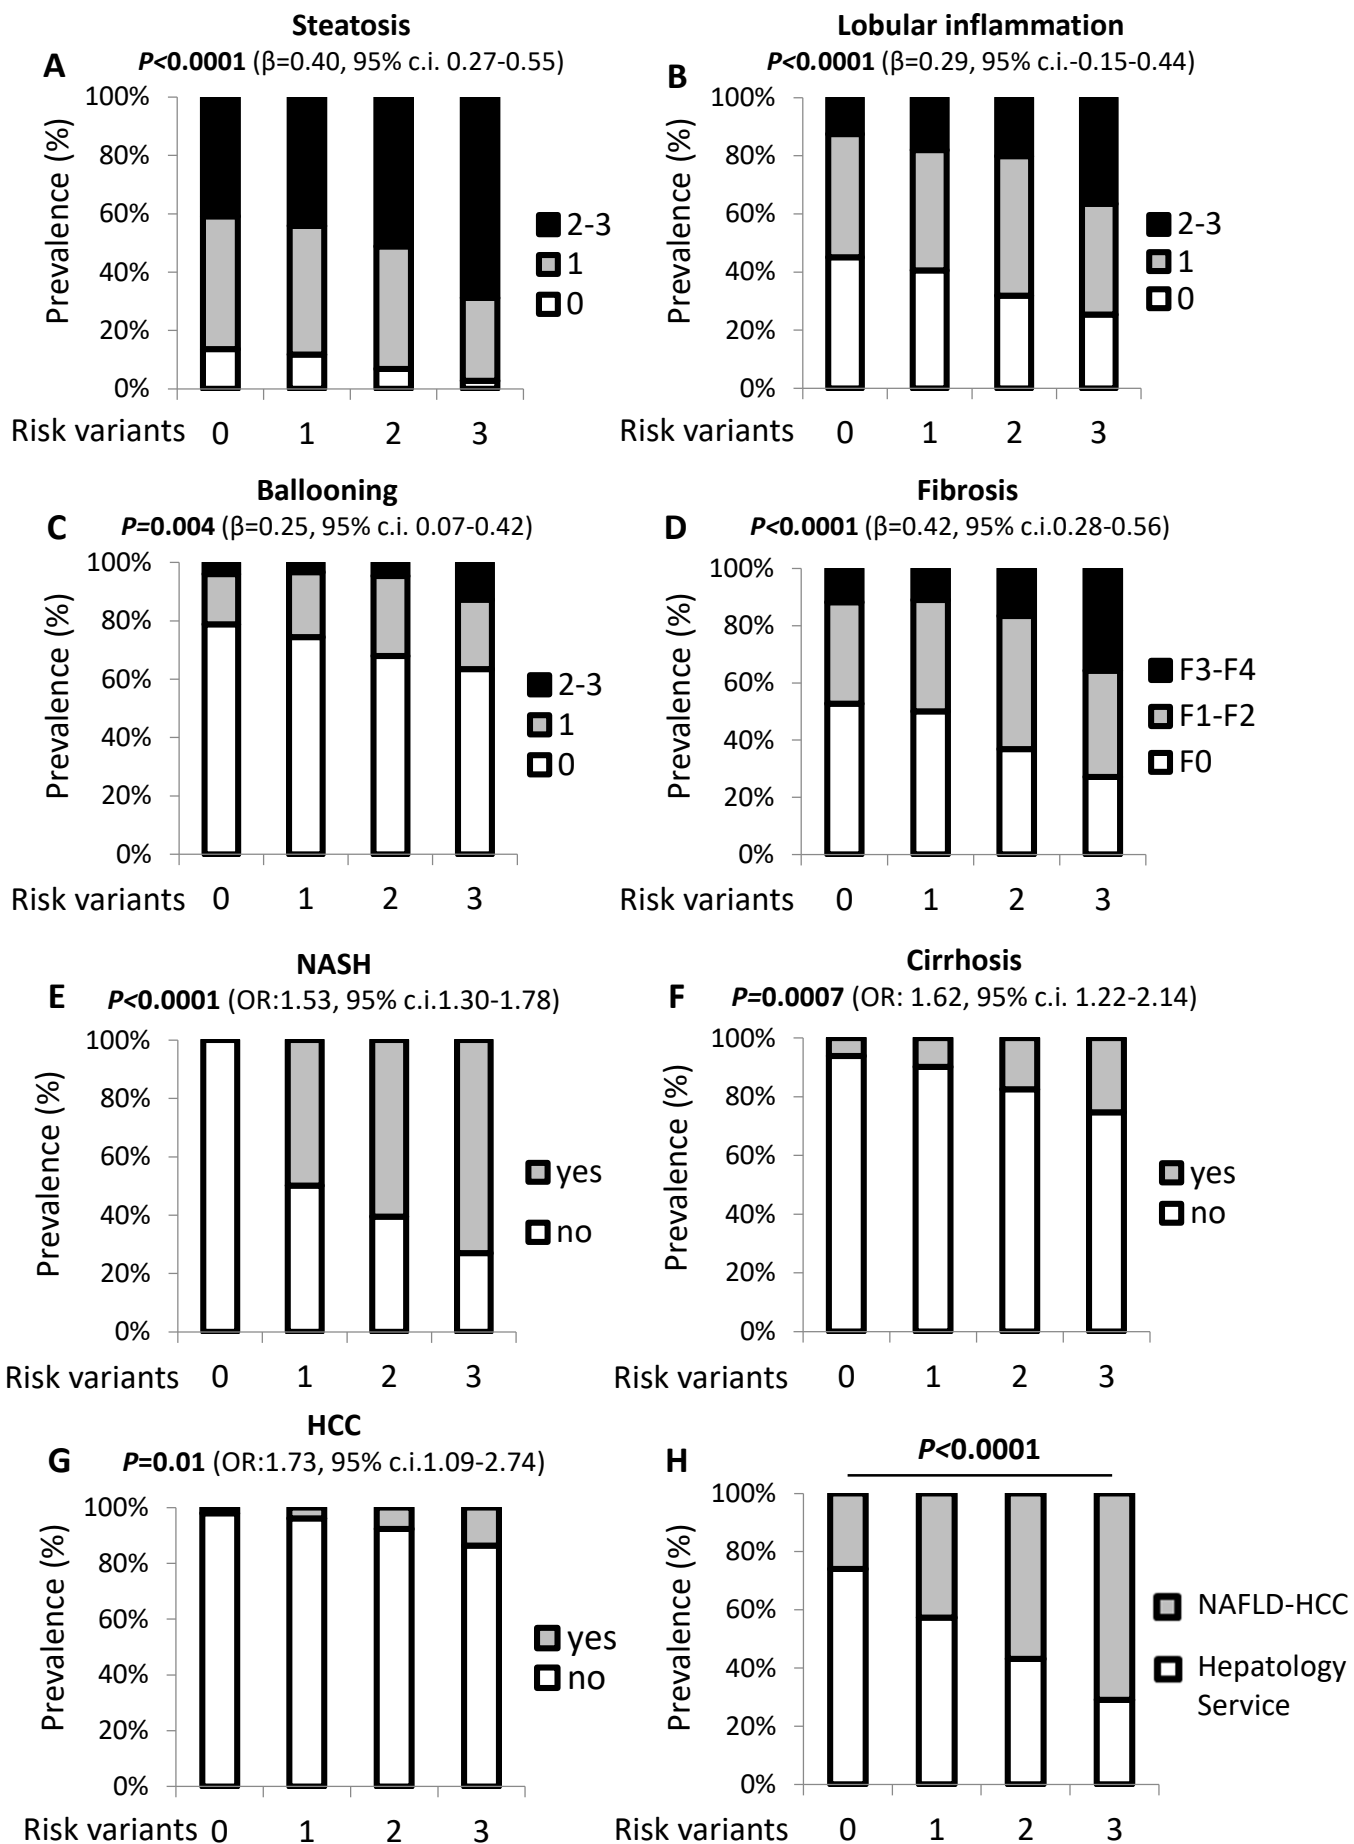 Steatosis
A P<0.0001 (β=0.40, 95% c.i. 0.27-0.55)
Prevalence (%)
100%
80%
60%
40%
20%
0%
2-3
1
0
Risk variants 0 1 2 3
Lobular inflammation
B P<0.0001 (β=0.29, 95% c.i.-0.15-0.44)
Prevalence (%)
100%
80%
60%
40%
20%
0%
2-3
1
0
Risk variants 0 1 2 3
Ballooning
C P=0.004 (β=0.25, 95% c.i. 0.07-0.42)
Prevalence (%)
100%
80%
60%
40%
20%
0%
2-3
1
0
Risk variants 0 1 2 3
Fibrosis
D P<0.0001 (β=0.42, 95% c.i.0.28-0.56)
Prevalence (%)
100%
80%
60%
40%
20%
0%
F3-F4
F1-F2
F0
Risk variants 0 1 2 3
NASH
E P<0.0001 (OR:1.53, 95% c.i.1.30-1.78)
Prevalence (%)
100%
80%
60%
40%
20%
0%
yes
no
Risk variants 0 1 2 3
Cirrhosis
F P=0.0007 (OR: 1.62, 95% c.i. 1.22-2.14)
Prevalence (%)
100%
80%
60%
40%
20%
0%
yes
no
Risk variants 0 1 2 3
HCC
G P=0.01 (OR:1.73, 95% c.i.1.09-2.74)
Prevalence (%)
100%
80%
60%
40%
20%
0%
yes
no
Risk variants 0 1 2 3
H P<0.0001
Prevalence (%)
100%
80%
60%
40%
20%
0%
NAFLD-HCC
Hepatology
Service
Risk variants 0 1 2 3